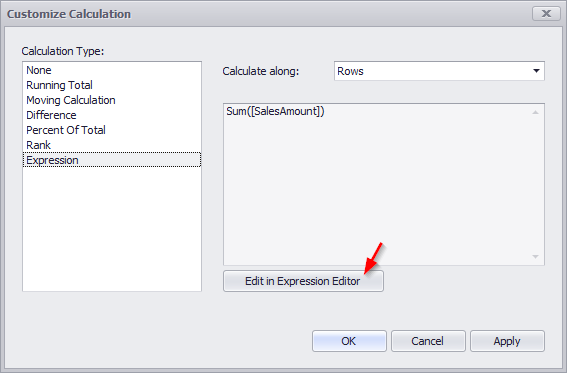 Customize Calculation
Calculation Type:
None
Running Total
Moving Calculation
Difference
Percent Of Total
Rank
Expression
Calculate along:
Rows
Sum([SalesAmount])
Edit in Expression Editor
OK
Cancel
Apply